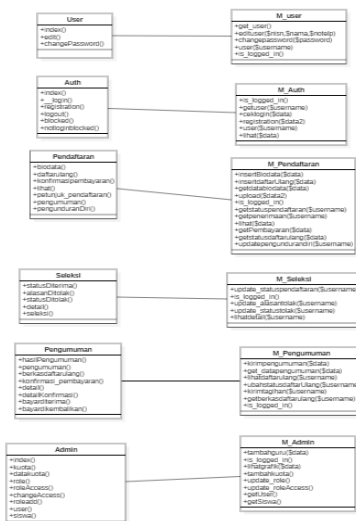 User
+index()
+edit()
+changePassword()
M_user
+get_user()
+edituser($nisn,$nama,$notelp)
+changepassword($password)
+user($username)
+is_logged_in()
Auth
+index()
+__login()
+registration()
+logout()
+blocked()
+notloginblocked()
M_Auth
+is_logged_in()
+getuser($username)
+ceklogin($data)
+registration($data2)
+user($username)
+lihat($data)
Pendaftaran
+biodata()
+daftarulang()
+konfirmasipembayaran()
+lihat()
+petunjuk_pendaftaran()
+pengumuman()
+pengunduranDiri()
M_Pendaftaran
+insertBiodata($data)
+insertdaftarUlang($data)
+getdatabiodata($data)
+upload($data2)
+is_logged_in()
+getstatuspendaftaran($username)
+getpenerimaan($username)
+lihat($data)
+getPembayaran($data)
+getstatusdaftarulang($data)
+updatepengundurandiri($username)
Seleksi
+statusDiterima()
+alasanDitolak()
+statusDitolak()
+detail()
+seleksi()
M_Seleksi
+update_statuspendaftaran($username)
+is_logged_in()
+update_alasantolak($username)
+update_statustolak($username)
+lihatdetail($username)
Pengumuman
+hasilPengumuman()
+pengumuman()
+berkasdaftarulang()
+konfirmasi_pembayaran()
+detail()
+detailKonfirmasi()
+bayarditerima()
+bayardikembalikan()
M_Pengumuman
+kirimpengumuman($data)
+get_datapengumuman($data)
+lihatdaftarulang($username)
+ubahstatusdaftarUlang($username)
+kirimtagihan($username)
+getberkasdaftarulang($username)
+is_logged_in()
Admin
+index()
+kuota()
+datakuota()
+role()
+roleAccess()
+changeAccess()
+roleadd()
+user()
+siswa()
M_Admin
+tambahguru($data)
+is_logged_in()
+lihatgrafik($data)
+tambahkuota()
+update_role()
+update_roleAccess()
+getUser()
+getSiswa()